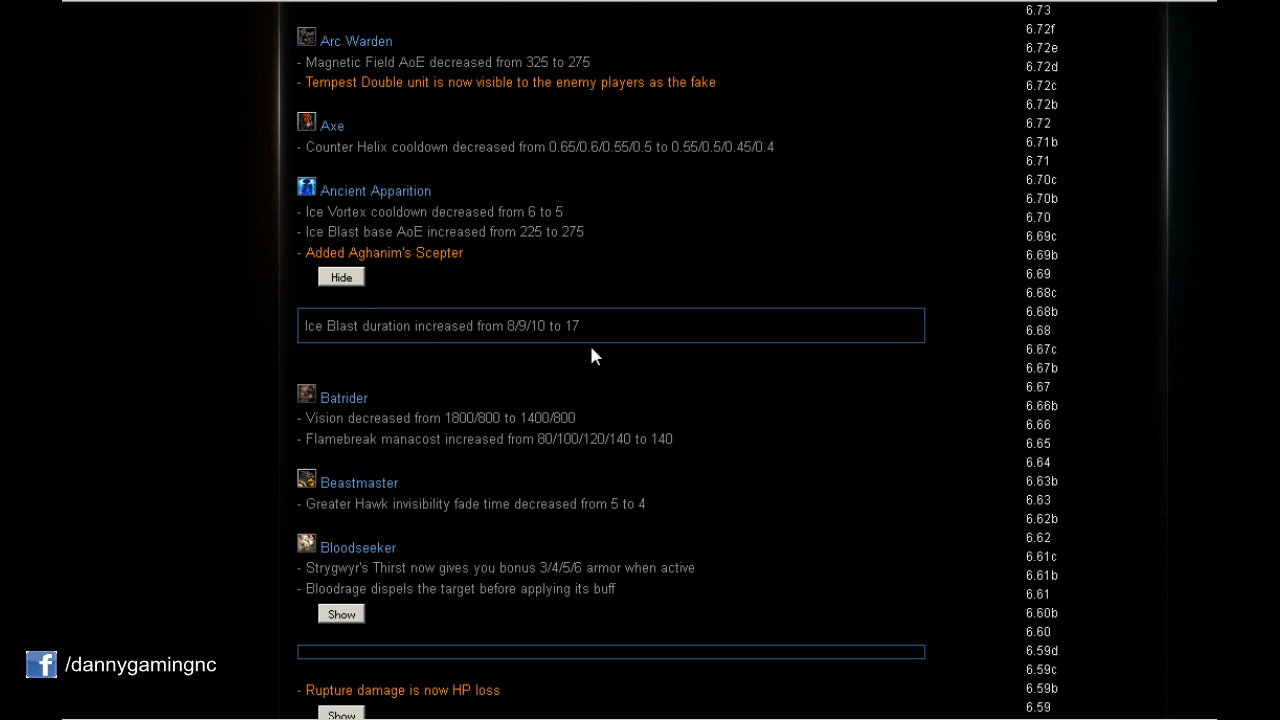 Arc Warden
- Magnetic Field AoE decreased from 325 to 275
- Tempest Double unit is now visible to the enemy players as the fake
Axe
- Counter Helix cooldown decreased from 0.65/0.6/0.55/0.5 to 0.55/0.5/0.45/0.4
Ancient Apparition
- Ice Vortex cooldown decreased from 6 to 5
- Ice Blast base AoE increased from 225 to 275
- Added Aghanim's Scepter
Hide
Ice Blast duration increased from 8/9/10 to 17
Batrider
- Vision decreased from 1800/800 to 1400/800
- Flamebreak manacost increased from 80/100/120/140 to 140
Beastmaster
- Greater Hawk invisibility fade time decreased from 5 to 4
Bloodseeker
- Strygwyr's Thirst now gives you bonus 3/4/5/6 armor when active
- Bloodrage dispels the target before applying its buff
Show
- Rupture damage is now HP loss
Show
6.73
6.72f
6.72e
6.72d
6.72c
6.72b
6.72
6.71b
6.71
6.70c
6.70b
6.70
6.69c
6.69b
6.69
6.68c
6.68b
6.68
6.67c
6.67b
6.67
6.66b
6.66
6.65
6.64
6.63b
6.63
6.62b
6.62
6.61c
6.61b
6.61
6.60b
6.60
6.59d
6.59c
6.59b
6.59
f /dannygamingnc